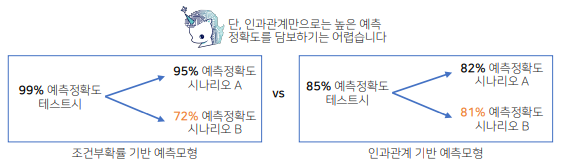 단, 인과관계만으로는 높은 예측
정확도를 담보하기는 어렵습니다
99% 예측정확도
테스트시
95% 예측정확도
시나리오 A
72% 예측정확도
시나리오 B
조건부확률 기반 예측모형
vs
85% 예측정확도
테스트시
82% 예측정확도
시나리오 A
81% 예측정확도
시나리오 B
인과관계 기반 예측모형